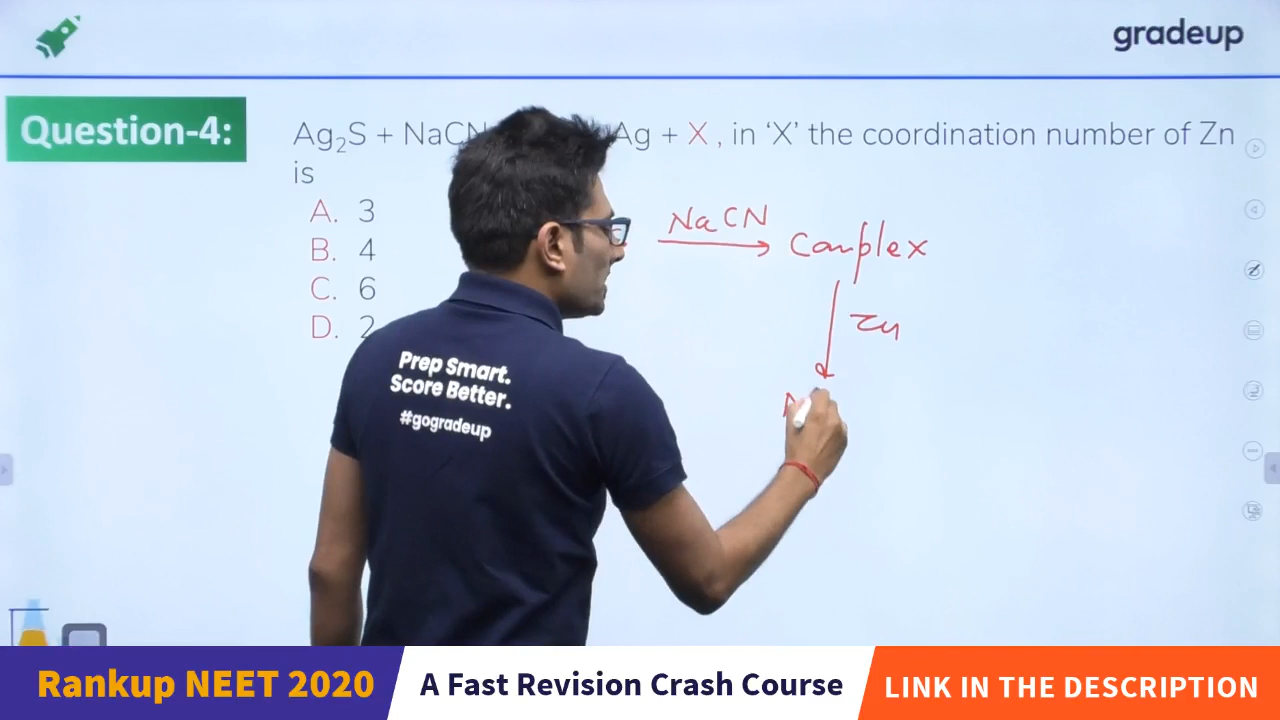 gradeup
Question-4:
Ag₂S + NaCN Ag + X , in ‘X’ the coordination number of Zn
is
A. 3
B. 4
C. 6
D. 2
NaCN
Complex
Zn
Prep Smart.
Score Better.
#gogradeup
Rankup NEET 2020
A Fast Revision Crash Course
LINK IN THE DESCRIPTION